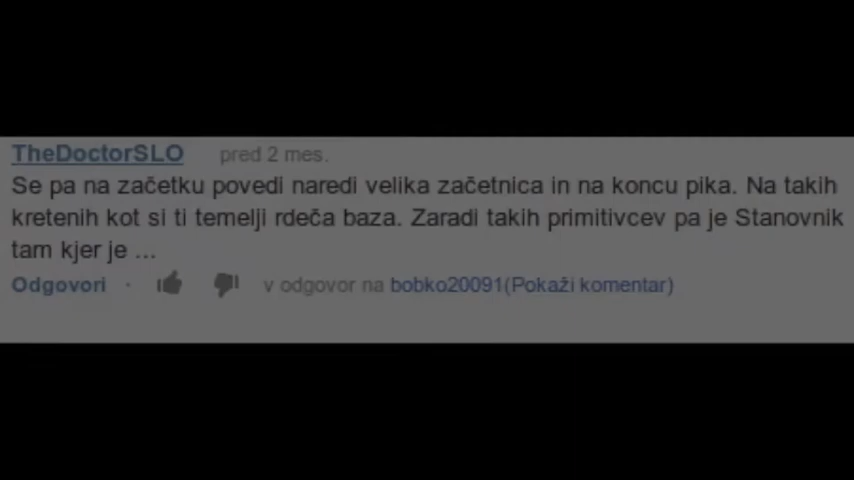 TheDoctorSLO pred 2 mes.
Se pa na začetku povedi naredi velika začetnica in na koncu pika. Na takih
kretenih kot si ti temelji rdeča baza. Zaradi takih primitivcev pa je Stanovnik
tam kjer je ...
Odgovori · v odgovor na bobko20091(Pokaži komentar)